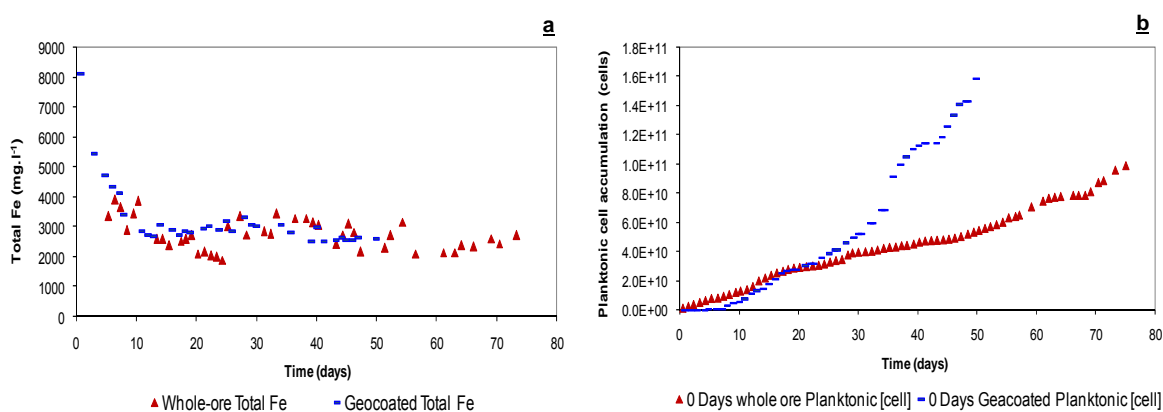 a
9000
8000
7000
6000
5000
4000
3000
2000
1000
0
Total Fe (mg.l-1)
0 10 20 30 40 50 60 70 80
Time (days)
Whole-ore Total Fe Geocoated Total Fe
b
1.8E+11
1.6E+11
1.4E+11
1.2E+11
1.0E+11
8.0E+10
6.0E+10
4.0E+10
2.0E+10
0.0E+00
Planktonic cell accumulation (cells)
0 10 20 30 40 50 60 70 80
Time (days)
0 Days whole ore Planktonic [cell] 0 Days Geacoated Planktonic [cell]